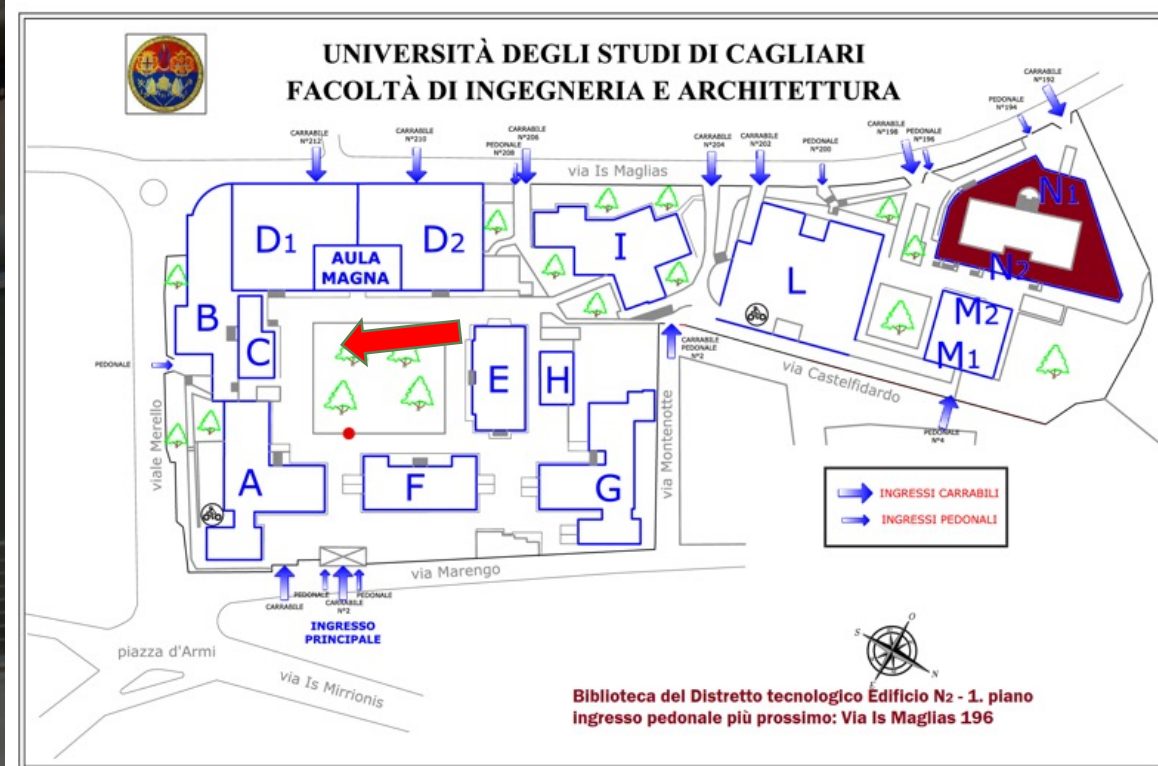 UNIVERSITÀ DEGLI STUDI DI CAGLIARI
FACOLTÀ DI INGEGNERIA E ARCHITETTURA
CARRABILE
N°192
PEDONALE
N°194
CARRABILE
N°212
CARRABILE
N°210
CARRABILE
N°206
PEDONALE
N°208
CARRABILE
N°204
CARRABILE
N°202
PEDONALE
N°200
CARRABILE
N°198
PEDONALE
N°196
via Is Maglias
D1
D2
AULA
MAGNA
I
L
N1
N2
M2
M1
B
C
E
H
PEDONALE
CARRABILE
PEDONALE
N°2
via Castelfidardo
PEDONALE
N°4
viale Merello
via Montenotte
A
F
G
INGRESSI CARRABILI
INGRESSI PEDONALI
via Marengo
CARRABILE
PEDONALE
CARRABILE
N°2
PEDONALE
INGRESSO
PRINCIPALE
piazza d'Armi
via Is Mirrionis
S
O
E
N
Biblioteca del Distretto tecnologico Edificio N2 - 1. piano
ingresso pedonale più prossimo: Via Is Maglias 196